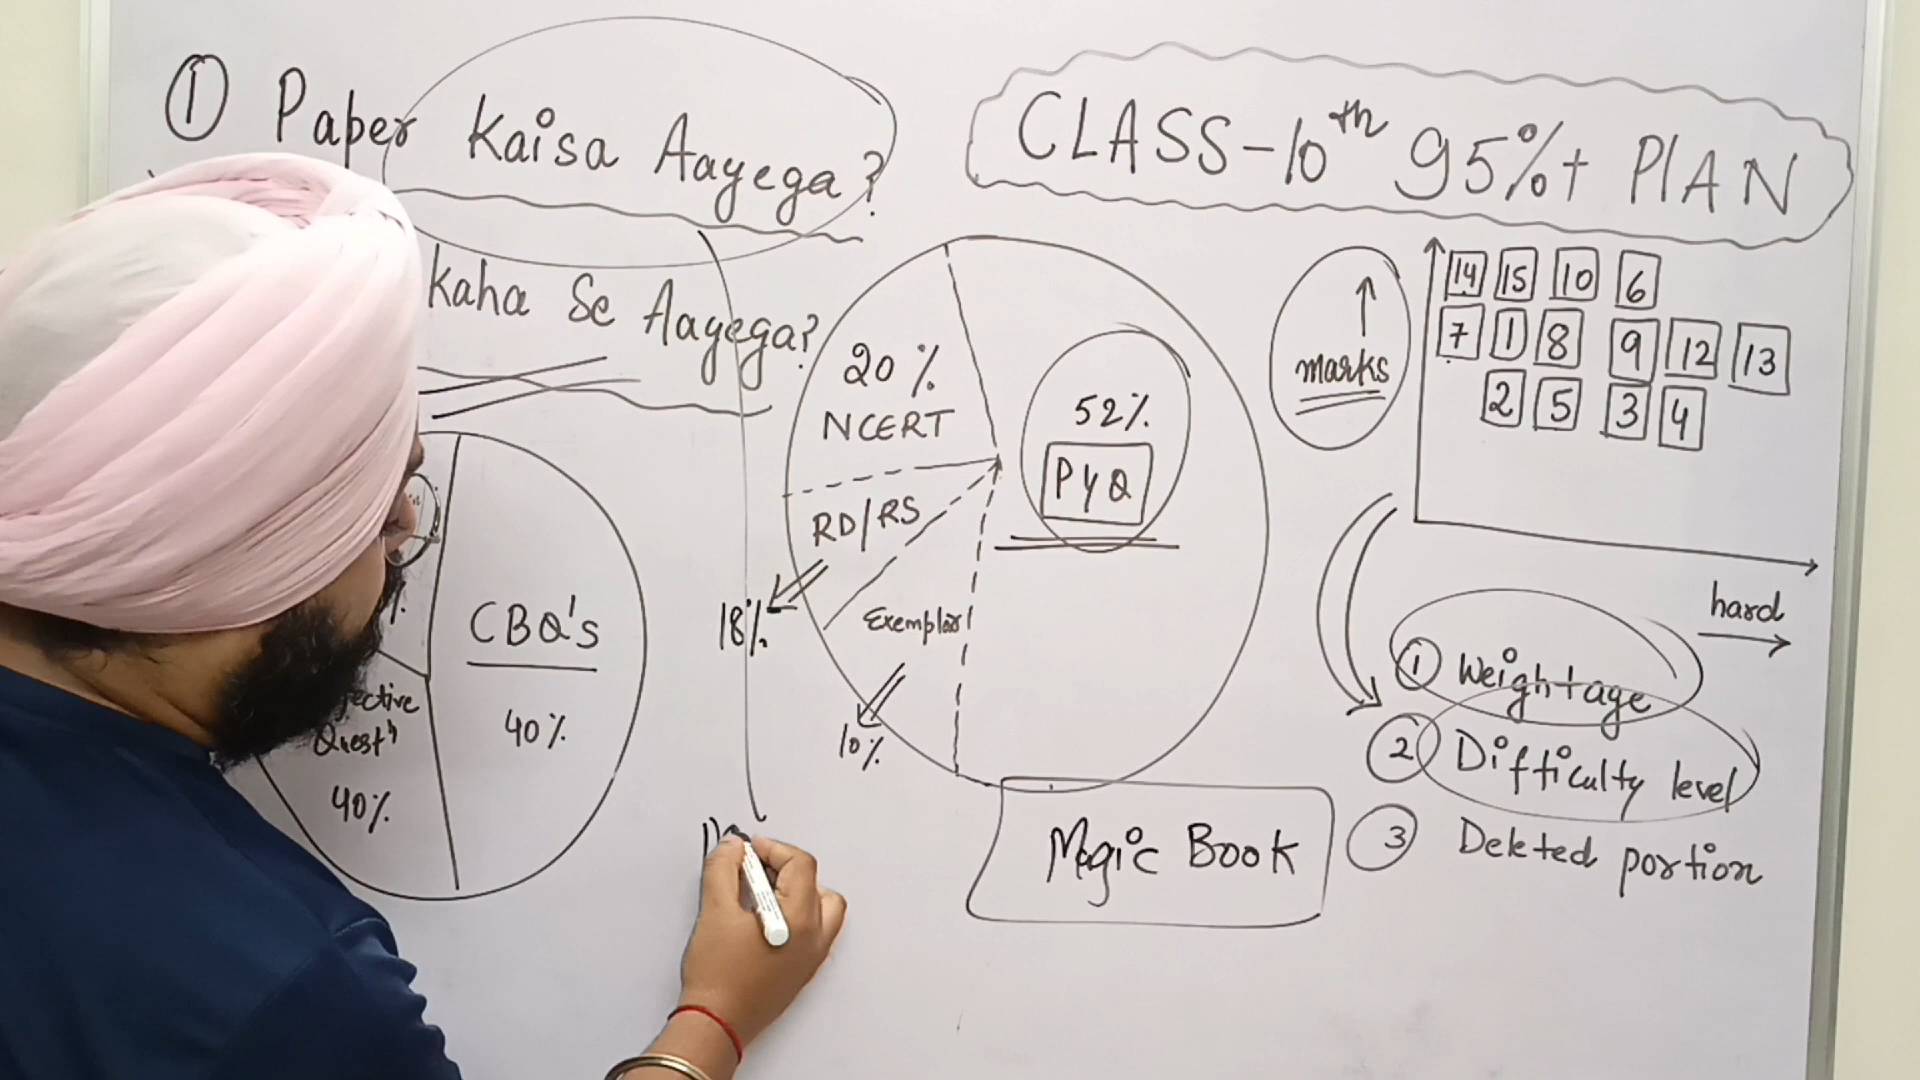 ① Paper Kaisa Aayega?
Kaha Se Aayega?
CBQ's
40%
Quest"
40%
20%
NCERT
RD/RS
18%
Exemplar
10%
52%
PYQ
Magic Book
CLASS-10th 95%+ PlAN
marks
14 15 10 6
7 1 8 9 12 13
2 5 3 4
hard
① Weightage
② Difficulty level
③ Deleted portion